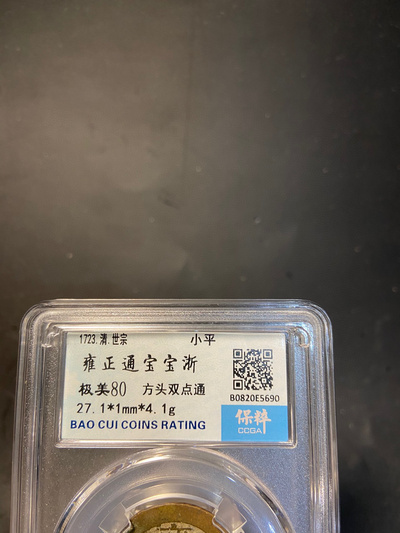 1723.清.世宗 小平
雍正通宝宝浙
极美80 方头双点通
27.1*1mm*4.1g
B0820E5690
BAO CUI COINS RATING
保粹
CCGA